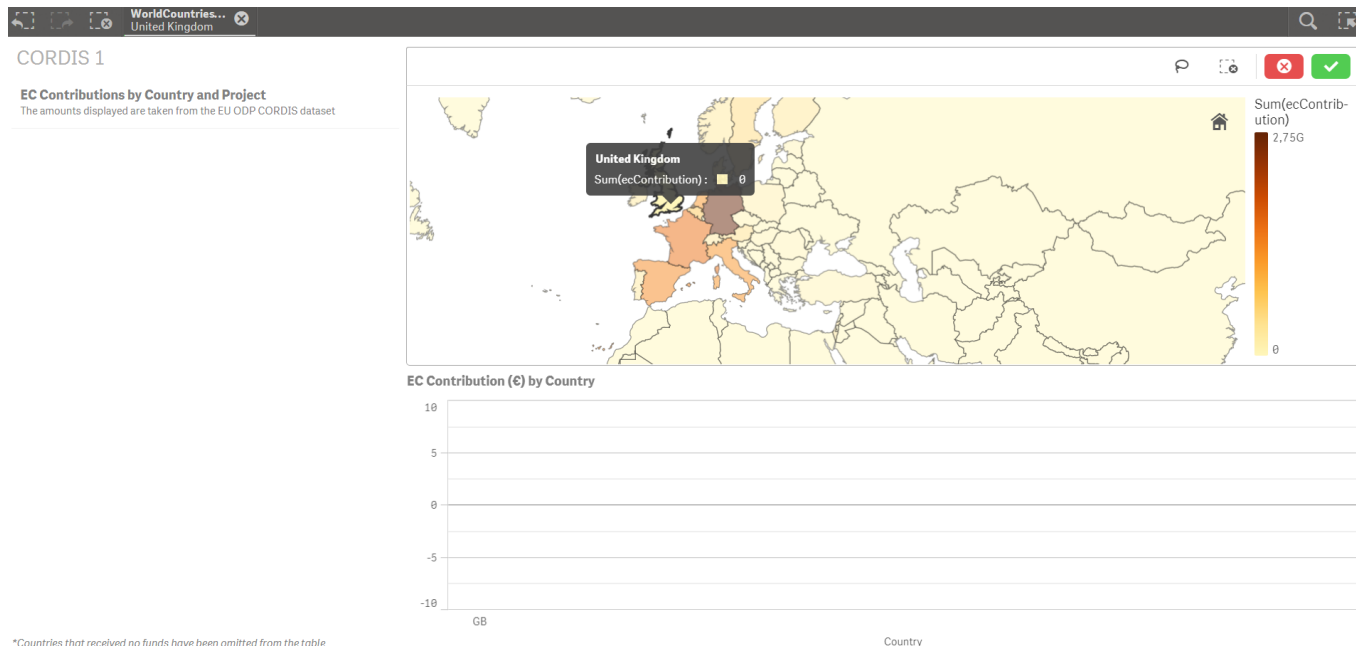 WorldCountries...
United Kingdom
CORDIS 1
EC Contributions by Country and Project
The amounts displayed are taken from the EU ODP CORDIS dataset
Sum(ecContrib-
ution)
2,75G
0
United Kingdom
Sum(ecContribution) : 0
EC Contribution (€) by Country
10
5
0
-5
-10
GB
Country
*Countries that received no funds have been omitted from the table